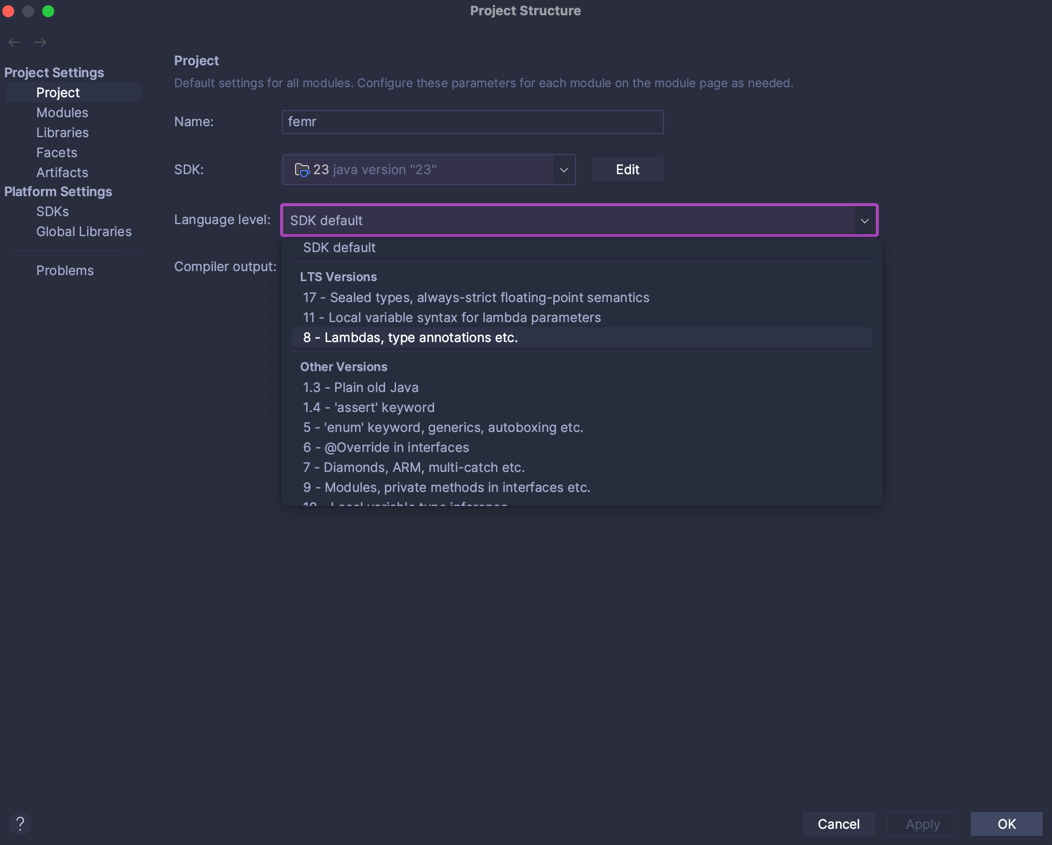 Project Structure
Project Settings
Project
Modules
Libraries
Facets
Artifacts
Platform Settings
SDKs
Global Libraries
Problems
Project
Default settings for all modules. Configure these parameters for each module on the module page as needed.
Name: femr
SDK: 23 java version "23" Edit
Language level: SDK default
SDK default
Compiler output:
LTS Versions
17 - Sealed types, always-strict floating-point semantics
11 - Local variable syntax for lambda parameters
8 - Lambdas, type annotations etc.
Other Versions
1.3 - Plain old Java
1.4 - 'assert' keyword
5 - 'enum' keyword, generics, autoboxing etc.
6 - @Override in interfaces
7 - Diamonds, ARM, multi-catch etc.
9 - Modules, private methods in interfaces etc.
10 - Local variable type inference
? Cancel Apply OK